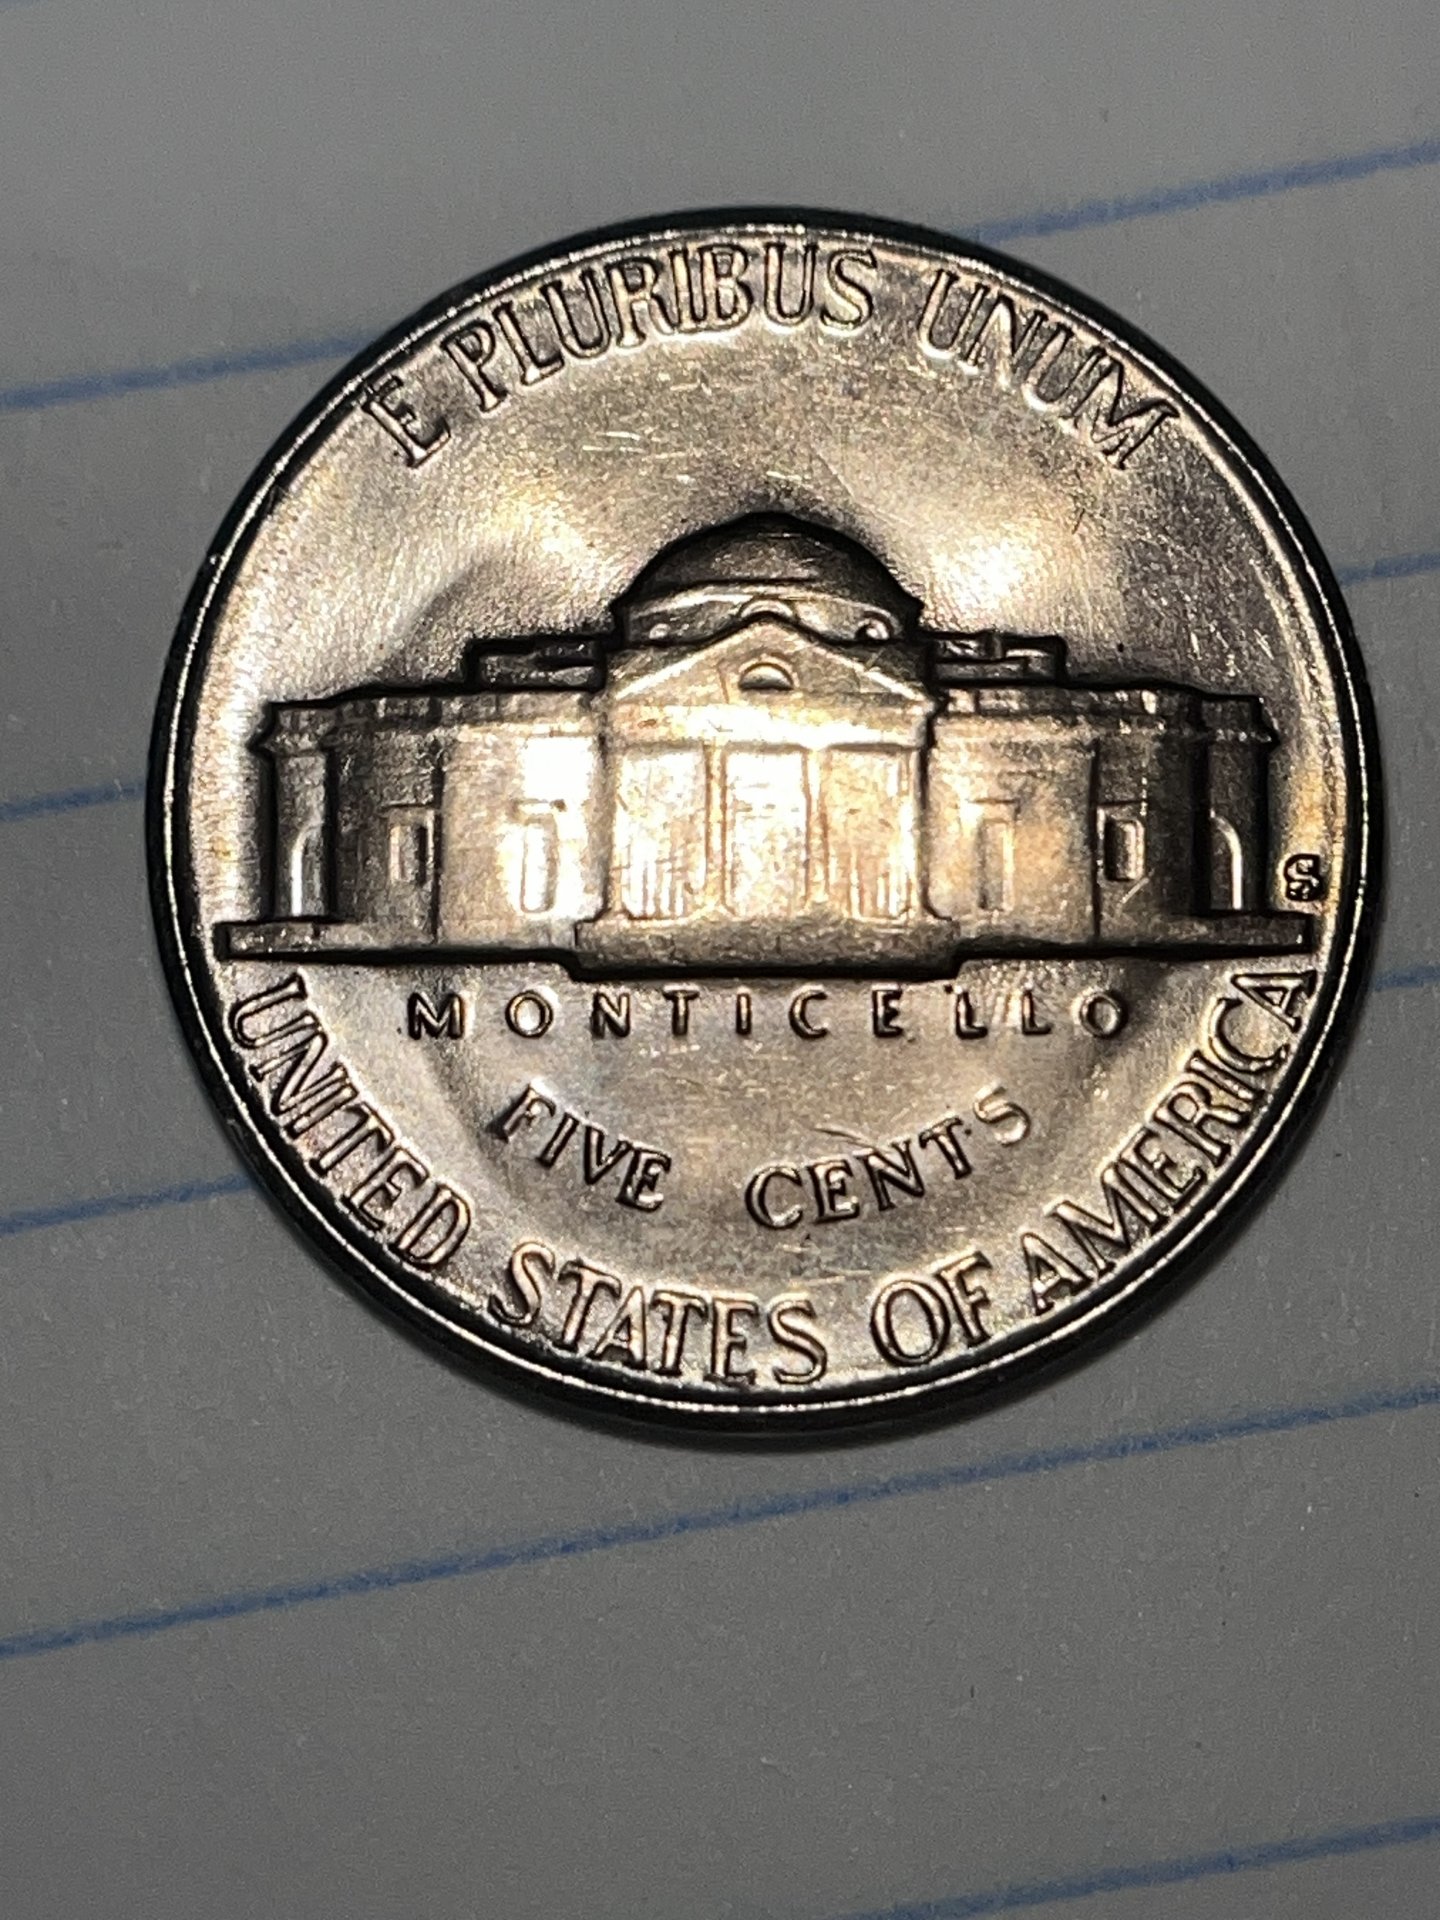 E PLURIBUS UNUM
S
MONTICELLO
FIVE CENTS
UNITED STATES OF AMERICA